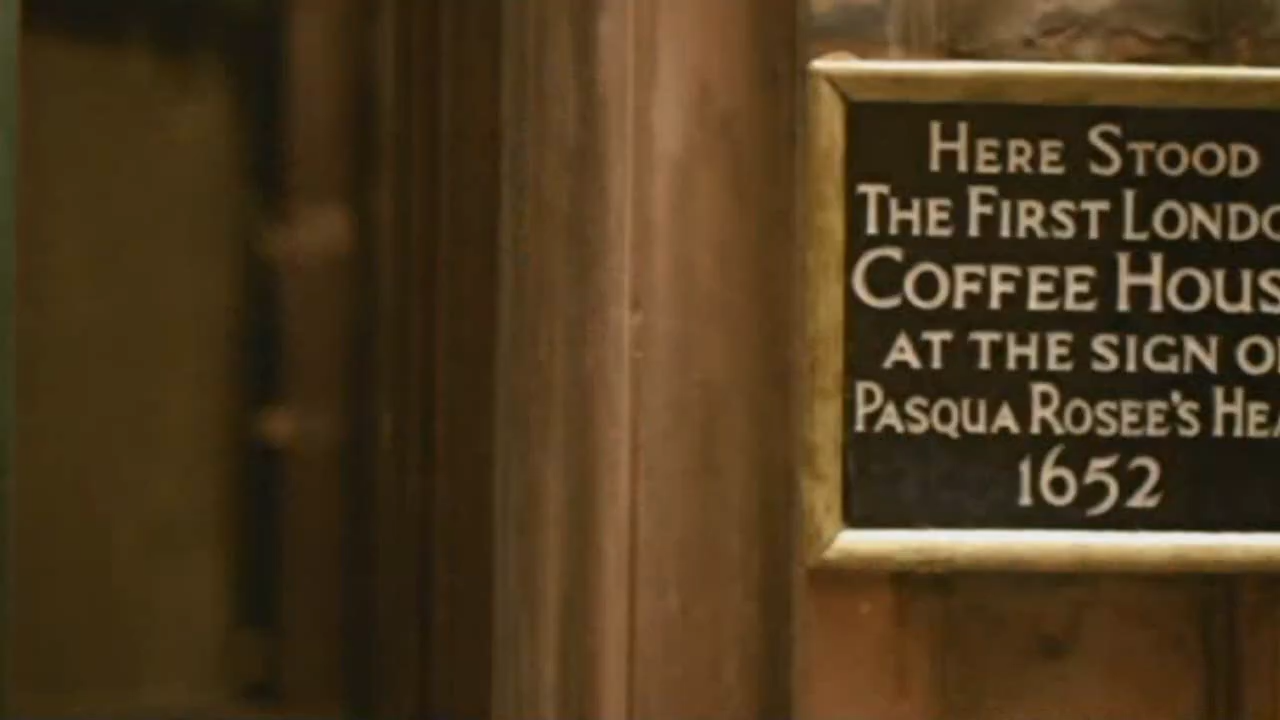 HERE STOOD
THE FIRST LONDO
COFFEE HOUS
AT THE SIGN O
PASQUA ROSEE'S HEA
1652